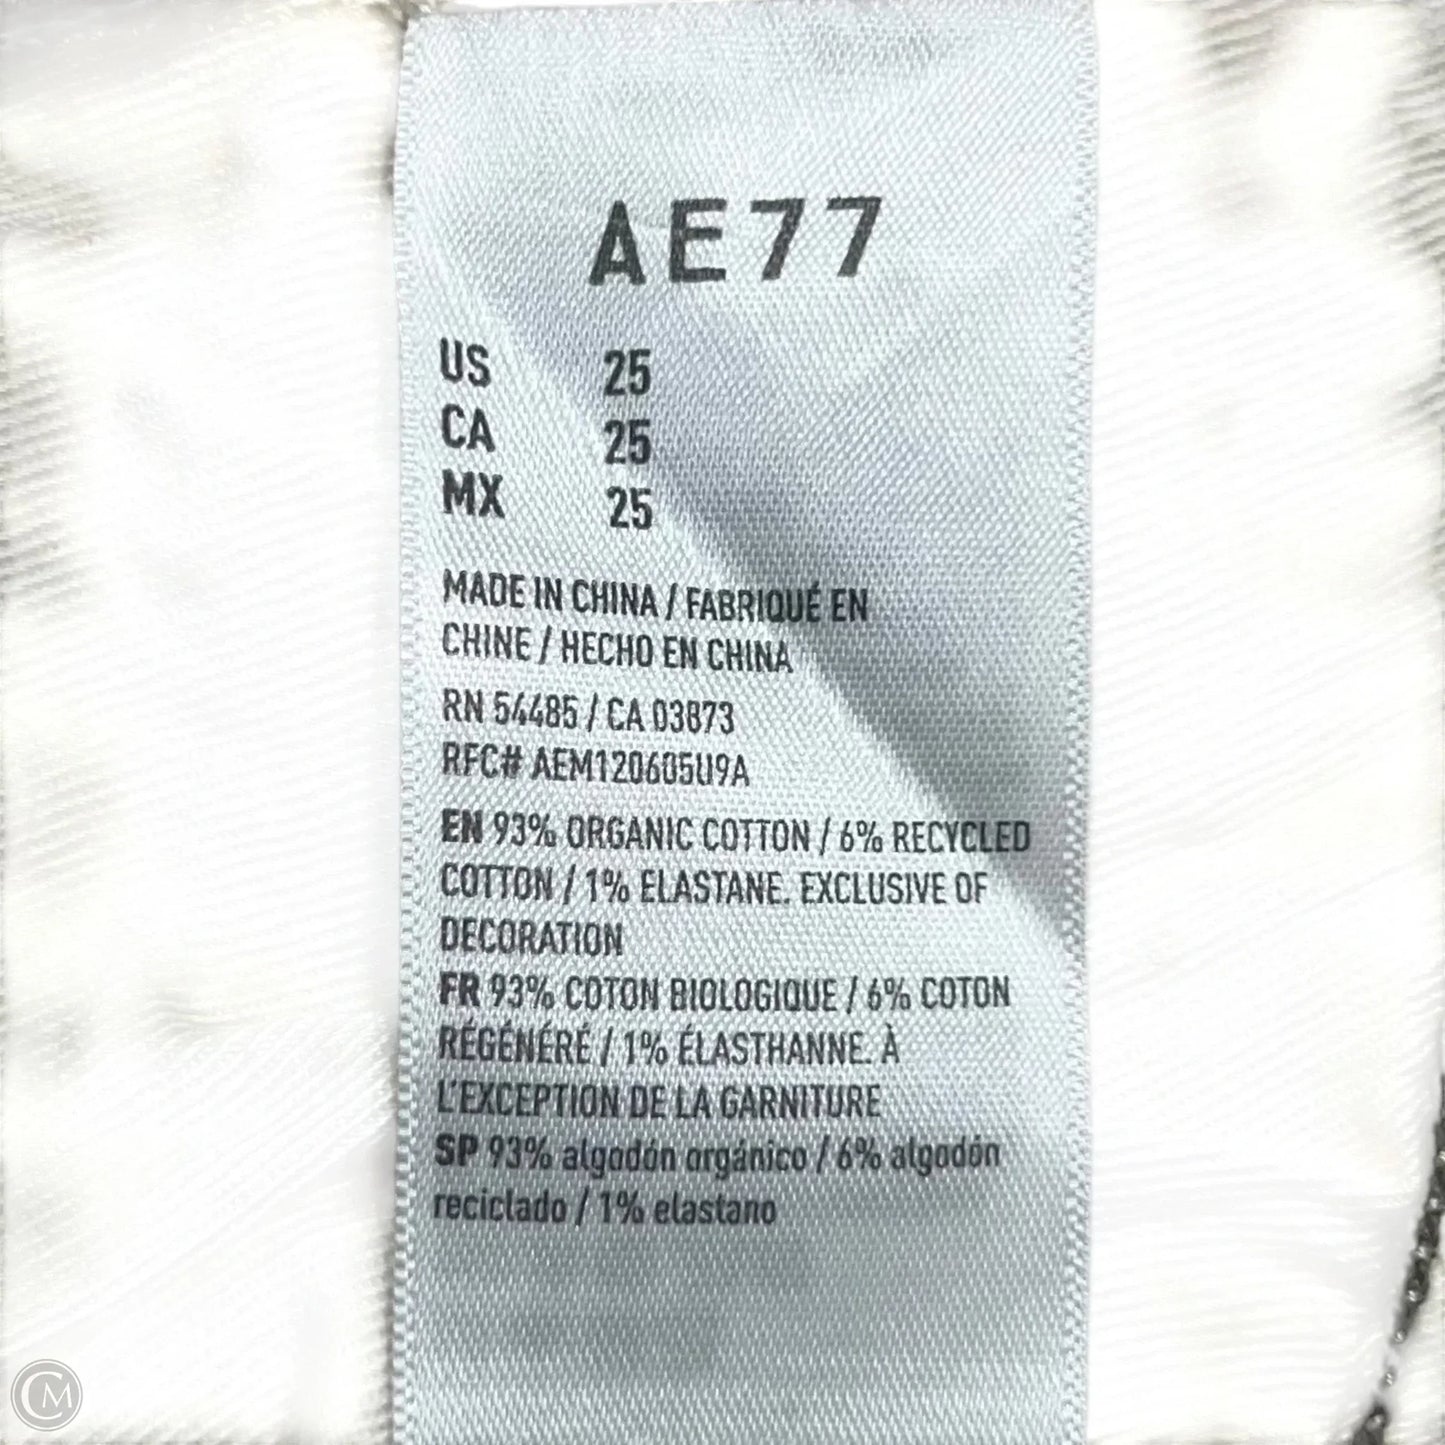 AE77
US 25
CA 25
MX 25
MADE IN CHINA / FABRIQUÉ EN
CHINE / HECHO EN CHINA
RN 54485 / CA 03873
RFC# AEM120605U9A
EN 93% ORGANIC COTTON / 6% RECYCLED
COTTON / 1% ELASTANE. EXCLUSIVE OF
DECORATION
FR 93% COTON BIOLOGIQUE / 6% COTON
RÉGÉNÉRÉ / 1% ÉLASTHANNE. À
L'EXCEPTION DE LA GARNITURE
SP 93% algodón orgánico / 6% algodón
reciclado / 1% elastano
CM